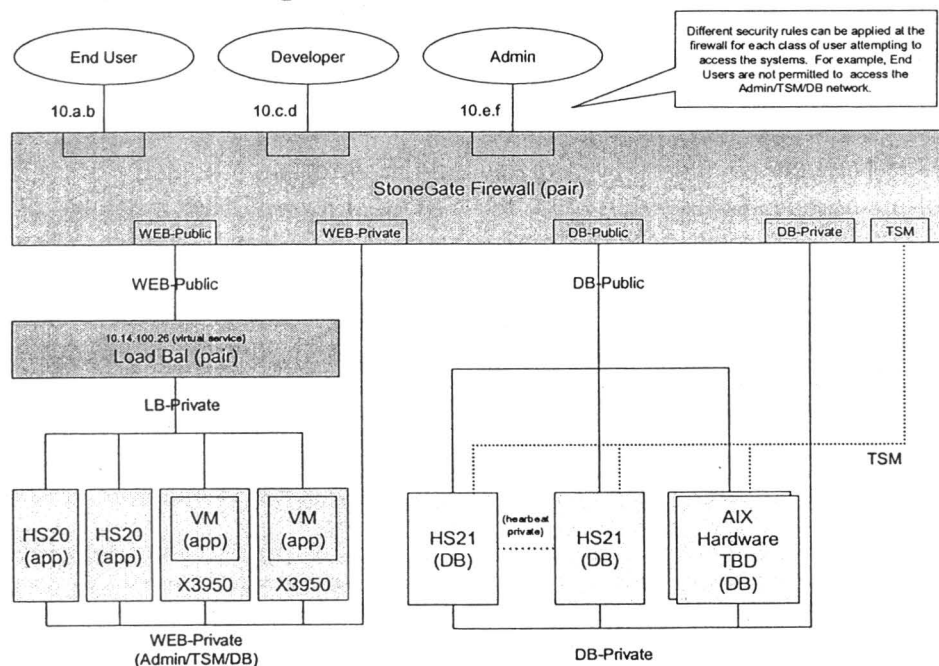 End User
Developer
Admin
Different security rules can be applied at the
firewall for each class of user attempting to
access the systems. For example, End
Users are not permitted to access the
Admin/TSM/DB network.
10.a.b
10.c.d
10.e.f
StoneGate Firewall (pair)
WEB-Public
WEB-Private
DB-Public
DB-Private
TSM
WEB-Public
DB-Public
10.14.100.26 (virtual service)
Load Bal (pair)
LB-Private
TSM
HS20
(app)
HS20
(app)
VM
(app)
X3950
VM
(app)
X3950
HS21
(DB)
(hearbeat
private)
HS21
(DB)
AIX
Hardware
TBD
(DB)
WEB-Private
(Admin/TSM/DB)
DB-Private